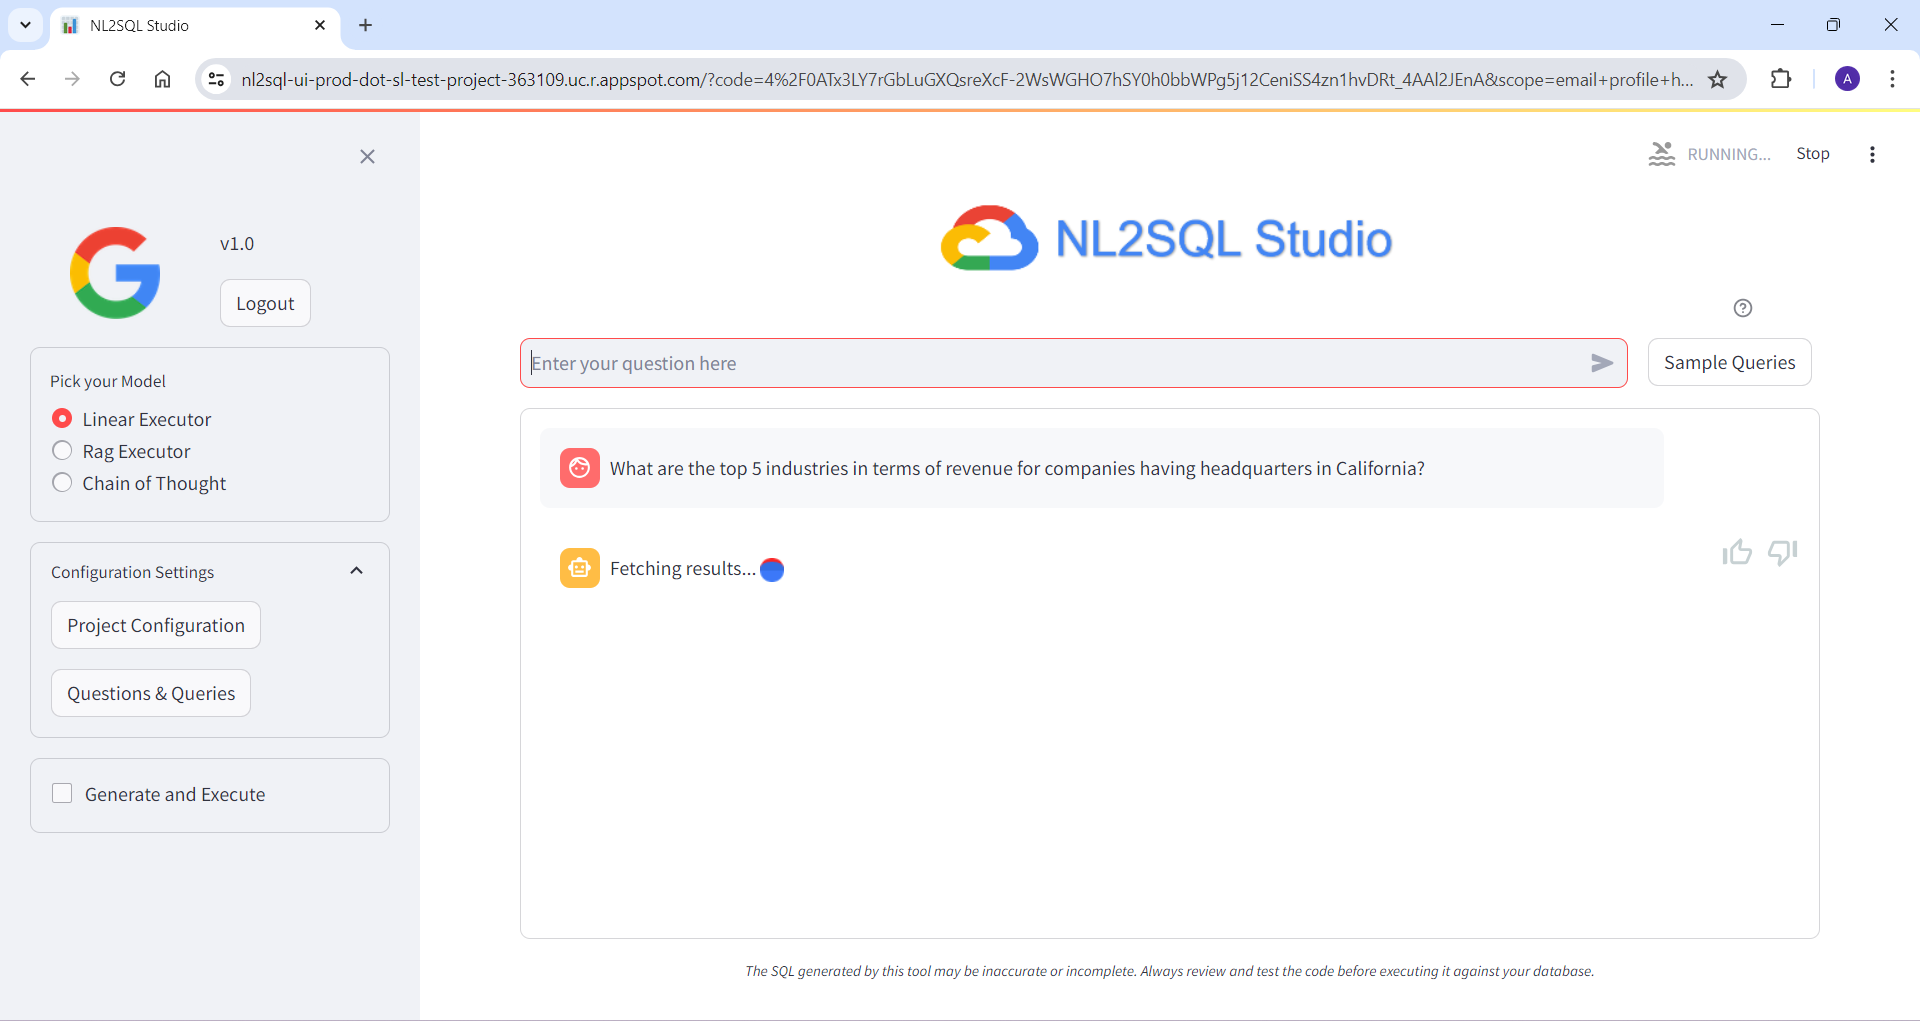 NL2SQL Studio
nl2sql-ui-prod-dot-sl-test-project-363109.uc.r.appspot.com/?code=4%2F0ATx3LY7rGbLuGXQsreXcF-2WsWGHO7hSY0h0bbWPg5j12CeniSS4zn1hvDRt_4AAl2JEnA&scope=email+profile+h...
A
RUNNING...
Stop
v1.0
Logout
NL2SQL Studio
Pick your Model
Linear Executor
Rag Executor
Chain of Thought
Configuration Settings
Project Configuration
Questions & Queries
Generate and Execute
Enter your question here
Sample Queries
What are the top 5 industries in terms of revenue for companies having headquarters in California?
Fetching results...
The SQL generated by this tool may be inaccurate or incomplete. Always review and test the code before executing it against your database.